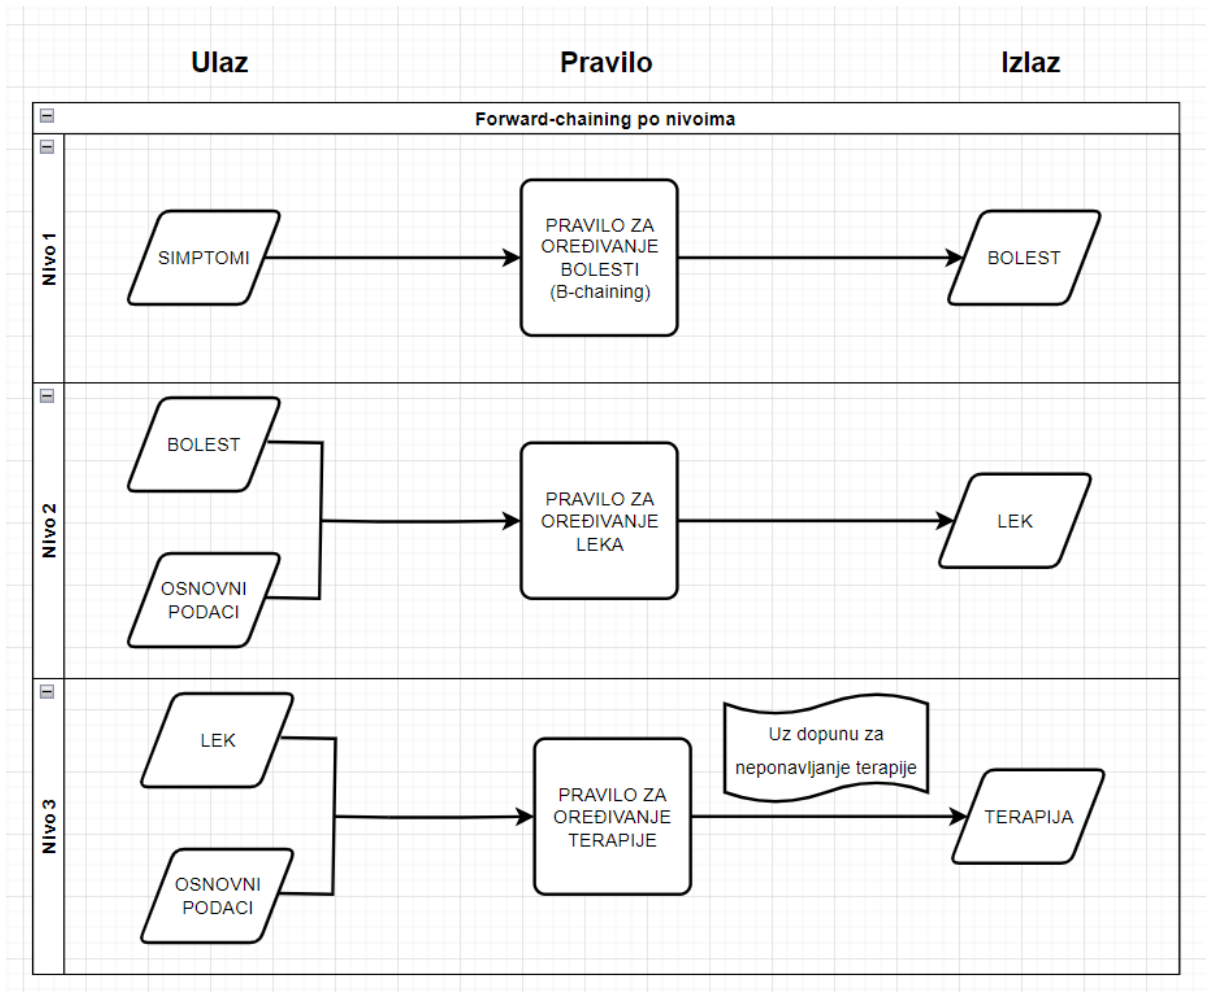 Ulaz
Pravilo
Izlaz
Forward-chaining po nivoima
Nivo 1
SIMPTOMI
PRAVILO ZA
OREĐIVANJE
BOLESTI
(B-chaining)
BOLEST
Nivo 2
BOLEST
OSNOVNI
PODACI
PRAVILO ZA
OREĐIVANJE
LEKA
LEK
Nivo 3
LEK
OSNOVNI
PODACI
PRAVILO ZA
OREĐIVANJE
TERAPIJE
Uz dopunu za
neponavljanje terapije
TERAPIJA